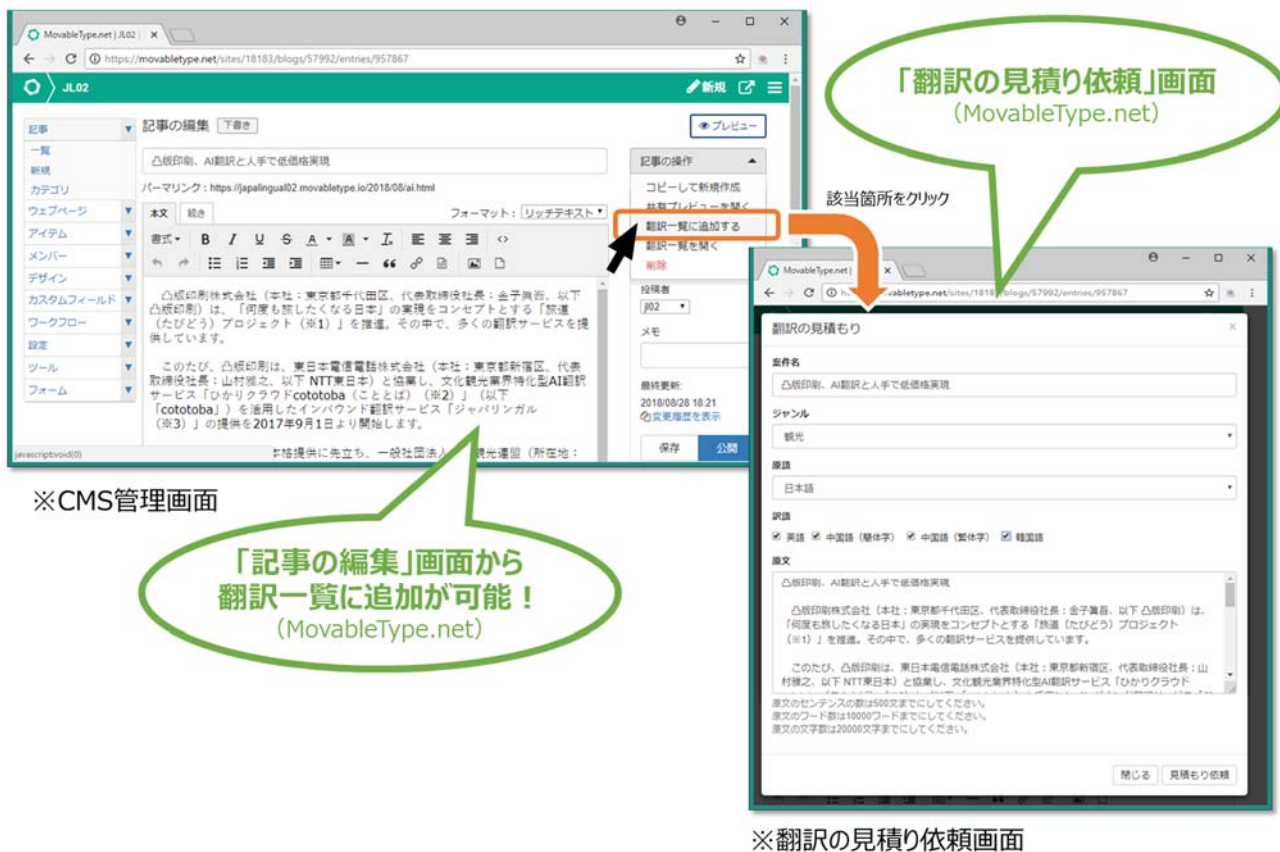 MovableType.net | JL02
https://movabletype.net/sites/18183/blogs/57992/entries/957867
JL02
新規
記事
一覧
新規
カテゴリ
ウェブページ
アイテム
メンバー
デザイン
カスタムフィールド
ワークフロー
設定
ツール
フォーム
記事の編集 下書き
プレビュー
凸版印刷、AI翻訳と人手で低価格実現
パーマリンク：https://japalingual02.movabletype.io/2018/08/ai.html
本文 続き
フォーマット： リッチテキスト
書式
凸版印刷株式会社（本社：東京都千代田区、代表取締役社長：金子眞吾、以下
凸版印刷）は、「何度も旅したくなる日本」の実現をコンセプトとする「旅道
（たびどう）プロジェクト（※1）」を推進。その中で、多くの翻訳サービスを提
供しています。
このたび、凸版印刷は、東日本電信電話株式会社（本社：東京都新宿区、代表
取締役社長：山村雅之、以下 NTT東日本）と協業し、文化観光業界特化型AI翻訳
サービス「ひかりクラウドcototoba（こととば）（※2）」（以下
「cototoba」）を活用したインバウンド翻訳サービス「ジャパリンガル
（※3）」の提供を2017年9月1日より開始します。
本格提供に先立ち、一般社団法人
観光連盟（所在地：
記事の操作
コピーして新規作成
共有プレビューを開く
翻訳一覧に追加する
翻訳一覧を開く
削除
投稿者
jl02
メモ
最終更新:
2018/08/28 18:21
変更履歴を表示
保存 公開
javascript:void(0)
※CMS管理画面
「記事の編集」画面から
翻訳一覧に追加が可能！
(MovableType.net)
該当箇所をクリック
「翻訳の見積り依頼」画面
(MovableType.net)
MovableType.net |
vabletype.net/sites/18183/blogs/57992/entries/957867
翻訳の見積もり
案件名
凸版印刷、AI翻訳と人手で低価格実現
ジャンル
観光
原語
日本語
訳語
英語 中国語（簡体字） 中国語（繁体字） 韓国語
原文
凸版印刷、AI翻訳と人手で低価格実現
凸版印刷株式会社（本社：東京都千代田区、代表取締役社長：金子眞吾、以下 凸版印刷）は、
「何度も旅したくなる日本」の実現をコンセプトとする「旅道（たびどう）プロジェクト
（※1）」を推進。その中で、多くの翻訳サービスを提供しています。
このたび、凸版印刷は、東日本電信電話株式会社（本社：東京都新宿区、代表取締役社長：山
村雅之、以下 NTT東日本）と協業し、文化観光業界特化型AI翻訳サービス「ひかりクラウド
原文のセンテンスの数は500文までにしてください。
原文のワード数は10000ワードまでにしてください。
原文の文字数は20000文字までにしてください。
閉じる 見積もり依頼
※翻訳の見積り依頼画面